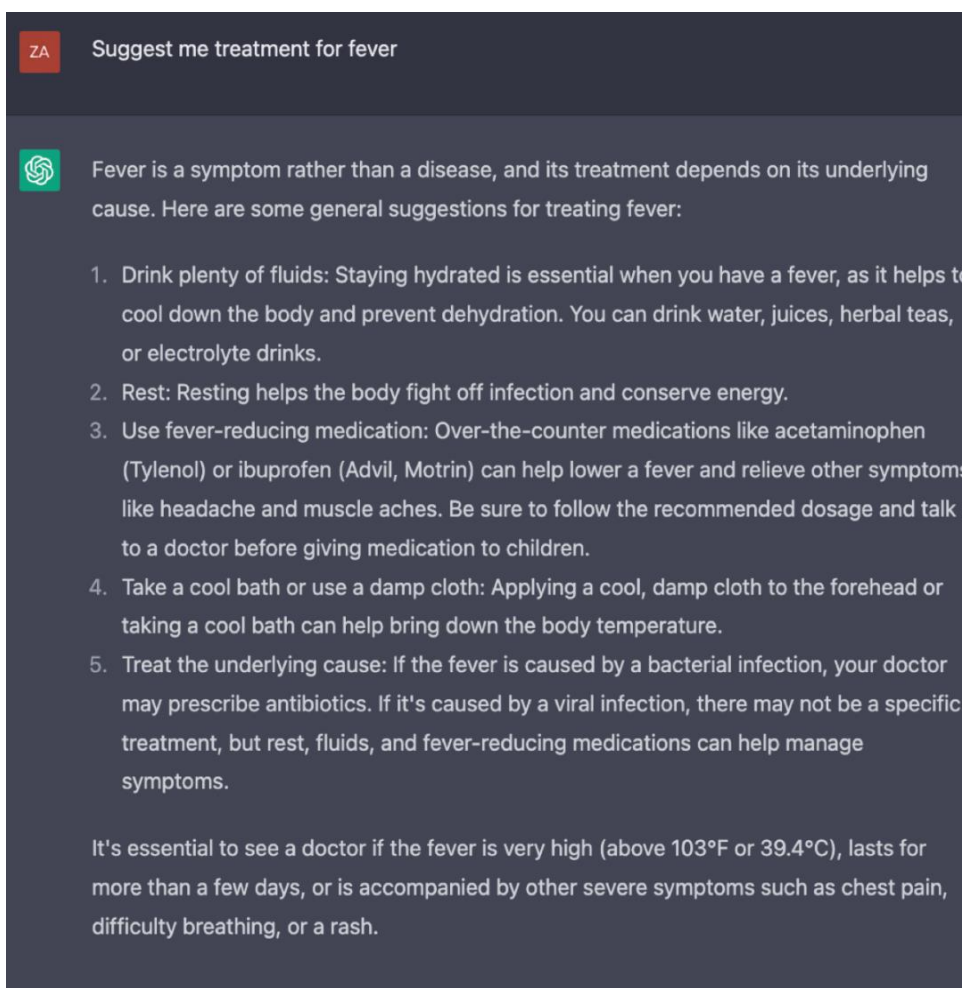 ZA
Suggest me treatment for fever
Fever is a symptom rather than a disease, and its treatment depends on its underlying
cause. Here are some general suggestions for treating fever:
1. Drink plenty of fluids: Staying hydrated is essential when you have a fever, as it helps to
cool down the body and prevent dehydration. You can drink water, juices, herbal teas,
or electrolyte drinks.
2. Rest: Resting helps the body fight off infection and conserve energy.
3. Use fever-reducing medication: Over-the-counter medications like acetaminophen
(Tylenol) or ibuprofen (Advil, Motrin) can help lower a fever and relieve other symptoms
like headache and muscle aches. Be sure to follow the recommended dosage and talk
to a doctor before giving medication to children.
4. Take a cool bath or use a damp cloth: Applying a cool, damp cloth to the forehead or
taking a cool bath can help bring down the body temperature.
5. Treat the underlying cause: If the fever is caused by a bacterial infection, your doctor
may prescribe antibiotics. If it's caused by a viral infection, there may not be a specific
treatment, but rest, fluids, and fever-reducing medications can help manage
symptoms.
It's essential to see a doctor if the fever is very high (above 103°F or 39.4°C), lasts for
more than a few days, or is accompanied by other severe symptoms such as chest pain,
difficulty breathing, or a rash.